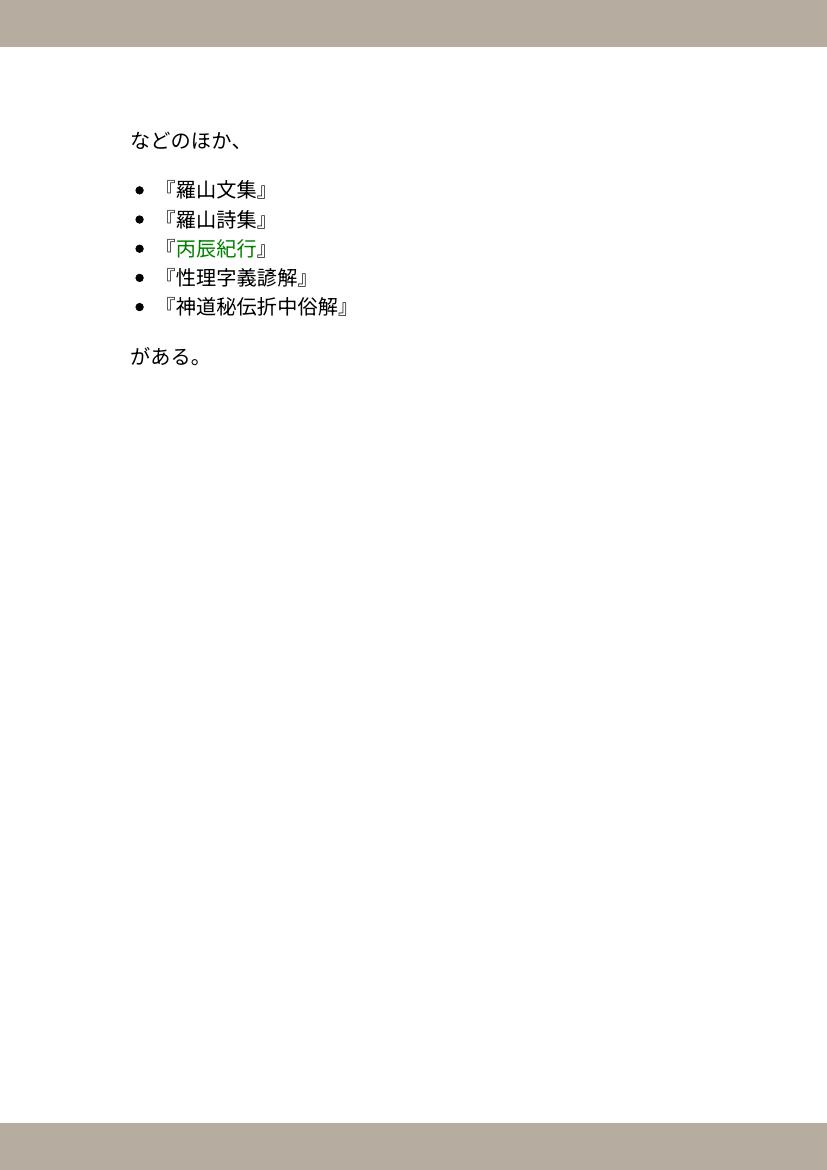 などのほか、
• 『羅山文集』
• 『羅山詩集』
• 『丙辰紀行』
• 『性理字義諺解』
• 『神道秘伝折中俗解』
がある。